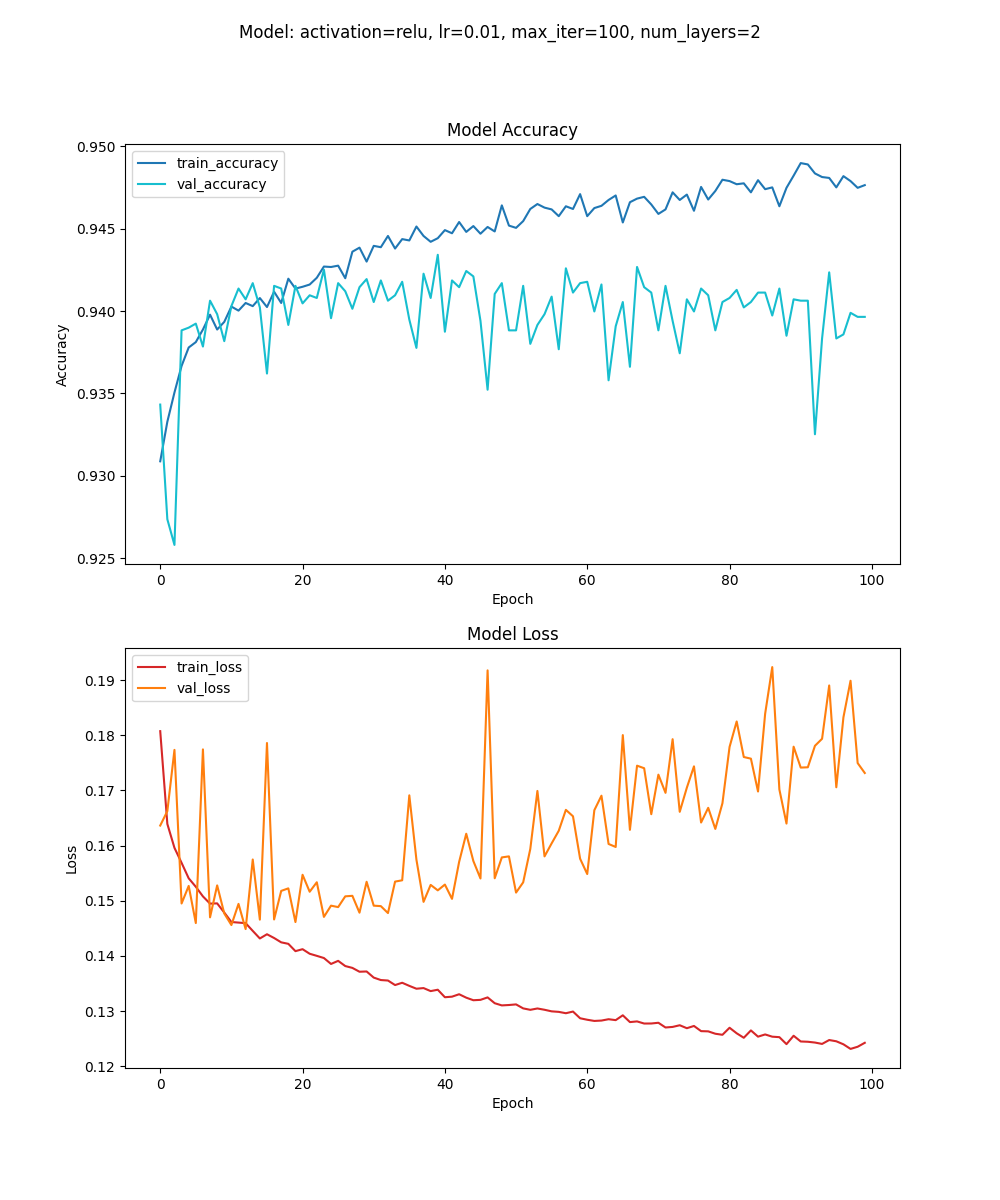 Model: activation=relu, lr=0.01, max_iter=100, num_layers=2
Model Accuracy
train_accuracy
val_accuracy
Accuracy
0.950
0.945
0.940
0.935
0.930
0.925
0 20 40 60 80 100
Epoch
Model Loss
train_loss
val_loss
Loss
0.19
0.18
0.17
0.16
0.15
0.14
0.13
0.12
0 20 40 60 80 100
Epoch